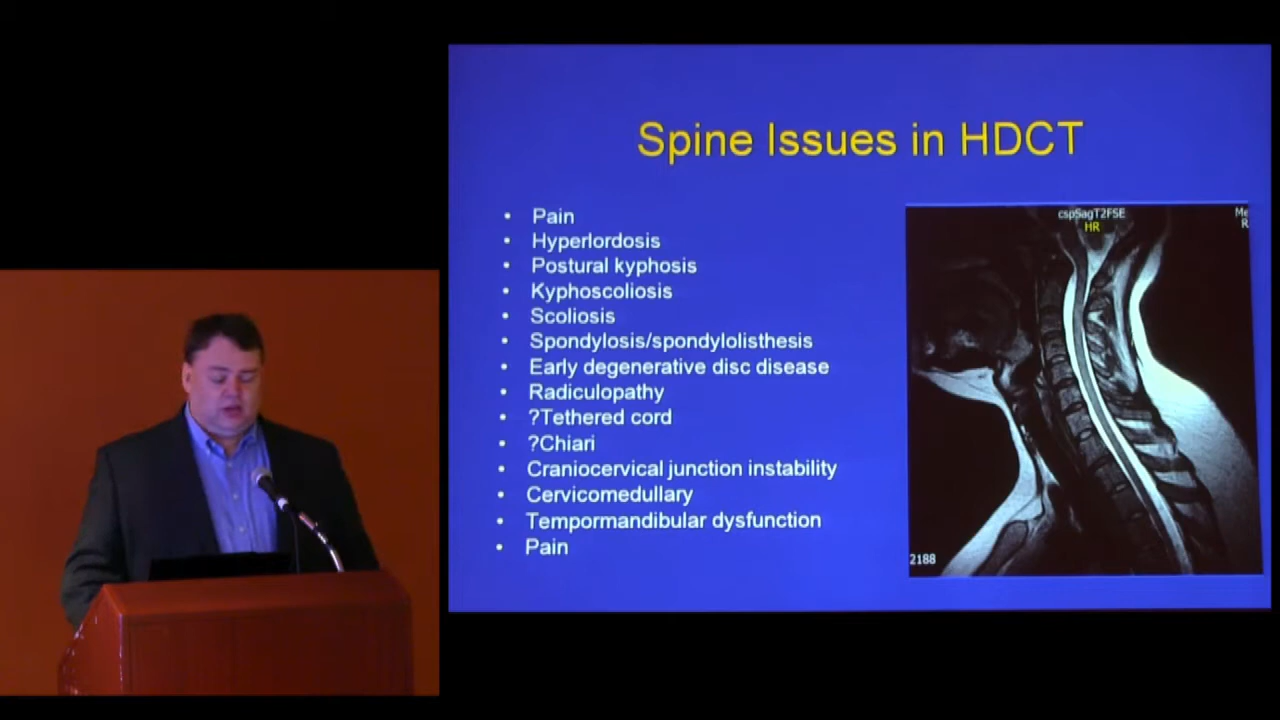 Spine Issues in HDCT
• Pain
• Hyperlordosis
• Postural kyphosis
• Kyphoscoliosis
• Scoliosis
• Spondylosis/spondylolisthesis
• Early degenerative disc disease
• Radiculopathy
• ?Tethered cord
• ?Chiari
• Craniocervical junction instability
• Cervicomedullary
• Tempormandibular dysfunction
• Pain
cspSagT2FSE
HR
Me
R
2188